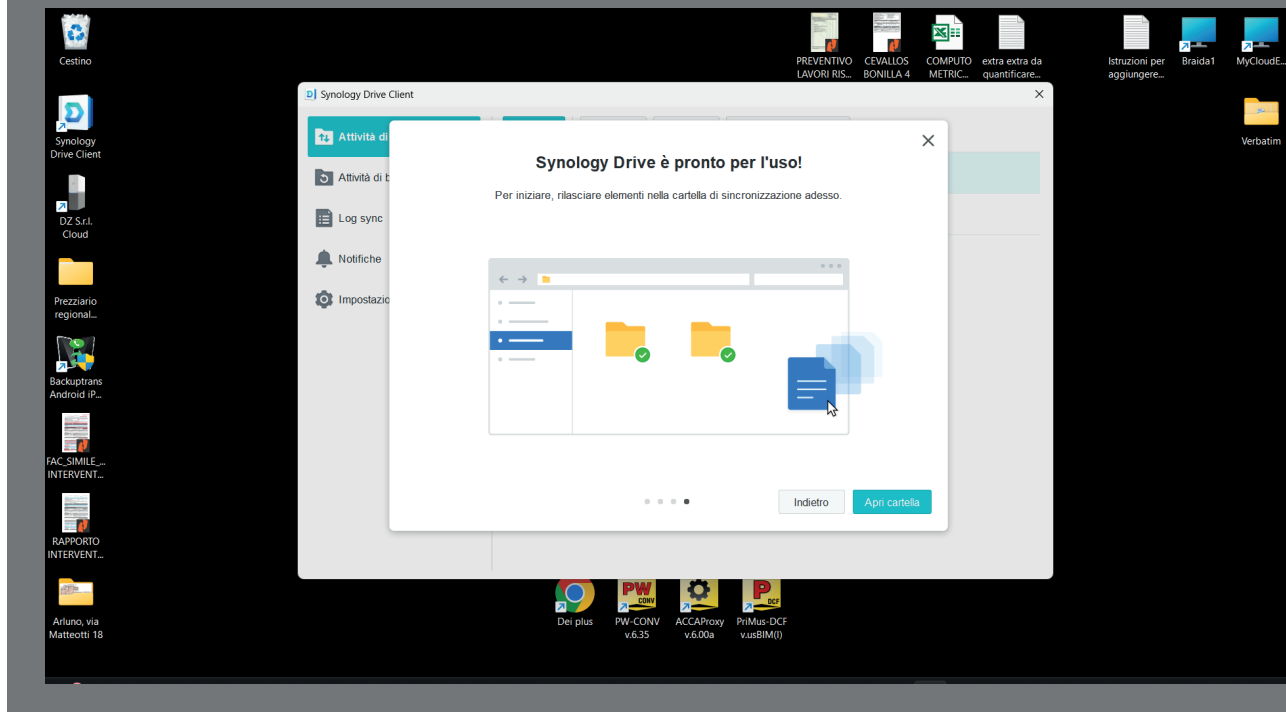 Cestino
PREVENTIVO
LAVORI RIS...
CEVALLOS
BONILLA 4
COMPUTO
METRIC...
extra extra da
quantificare...
Istruzioni per
aggiungere...
Braida1
MyCloudE...
Synology
Drive Client
Verbatim
DZ S.r.l.
Cloud
Prezziario
regional...
Backuptrans
Android iP...
FAC_SIMILE_...
INTERVENT...
RAPPORTO
INTERVENT...
Arluno, via
Matteotti 18
Synology Drive Client
Attività di
Attività di b
Log sync
Notifiche
Impostazio
Synology Drive è pronto per l'uso!
Per iniziare, rilasciare elementi nella cartella di sincronizzazione adesso.
Indietro
Apri cartella
Dei plus
PW
CONV
PW-CONV
v.6.35
ACCAProxy
v.6.00a
P
DCF
PriMus-DCF
v.usBIM(I)